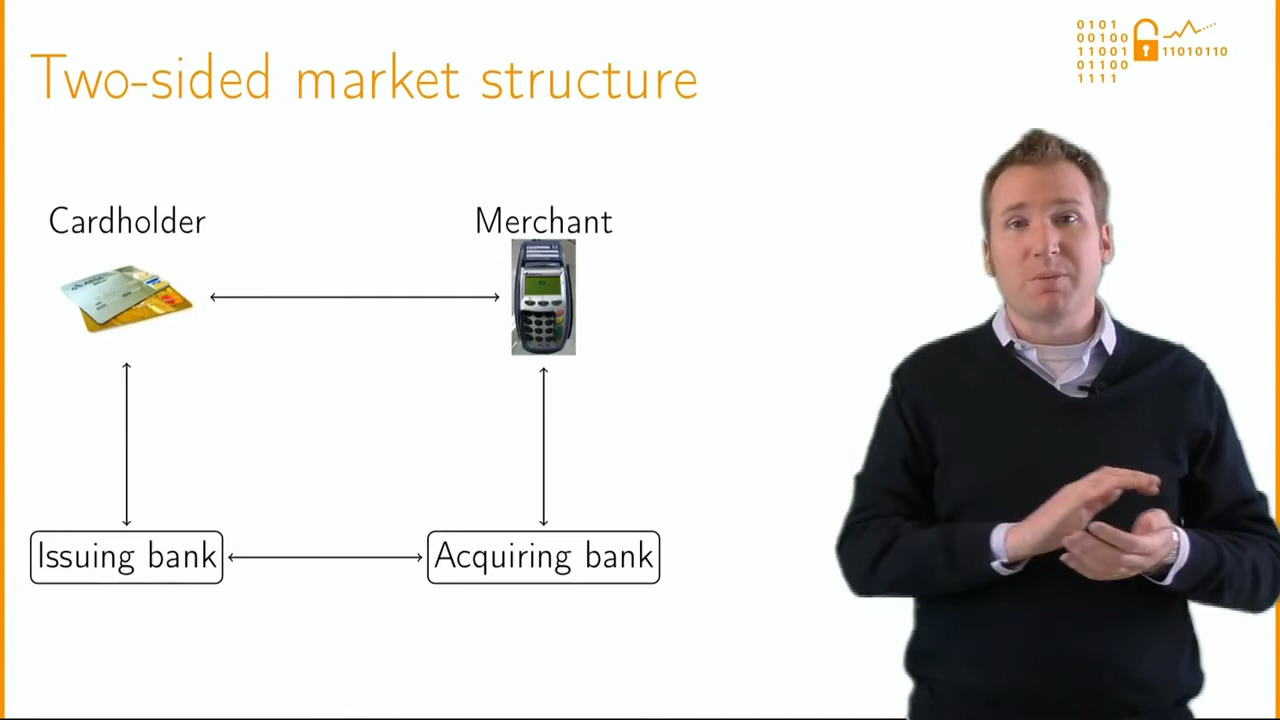 Two-sided market structure
0101
00100
11001
01100
1111
11010110
Cardholder
Merchant
Issuing bank
Acquiring bank